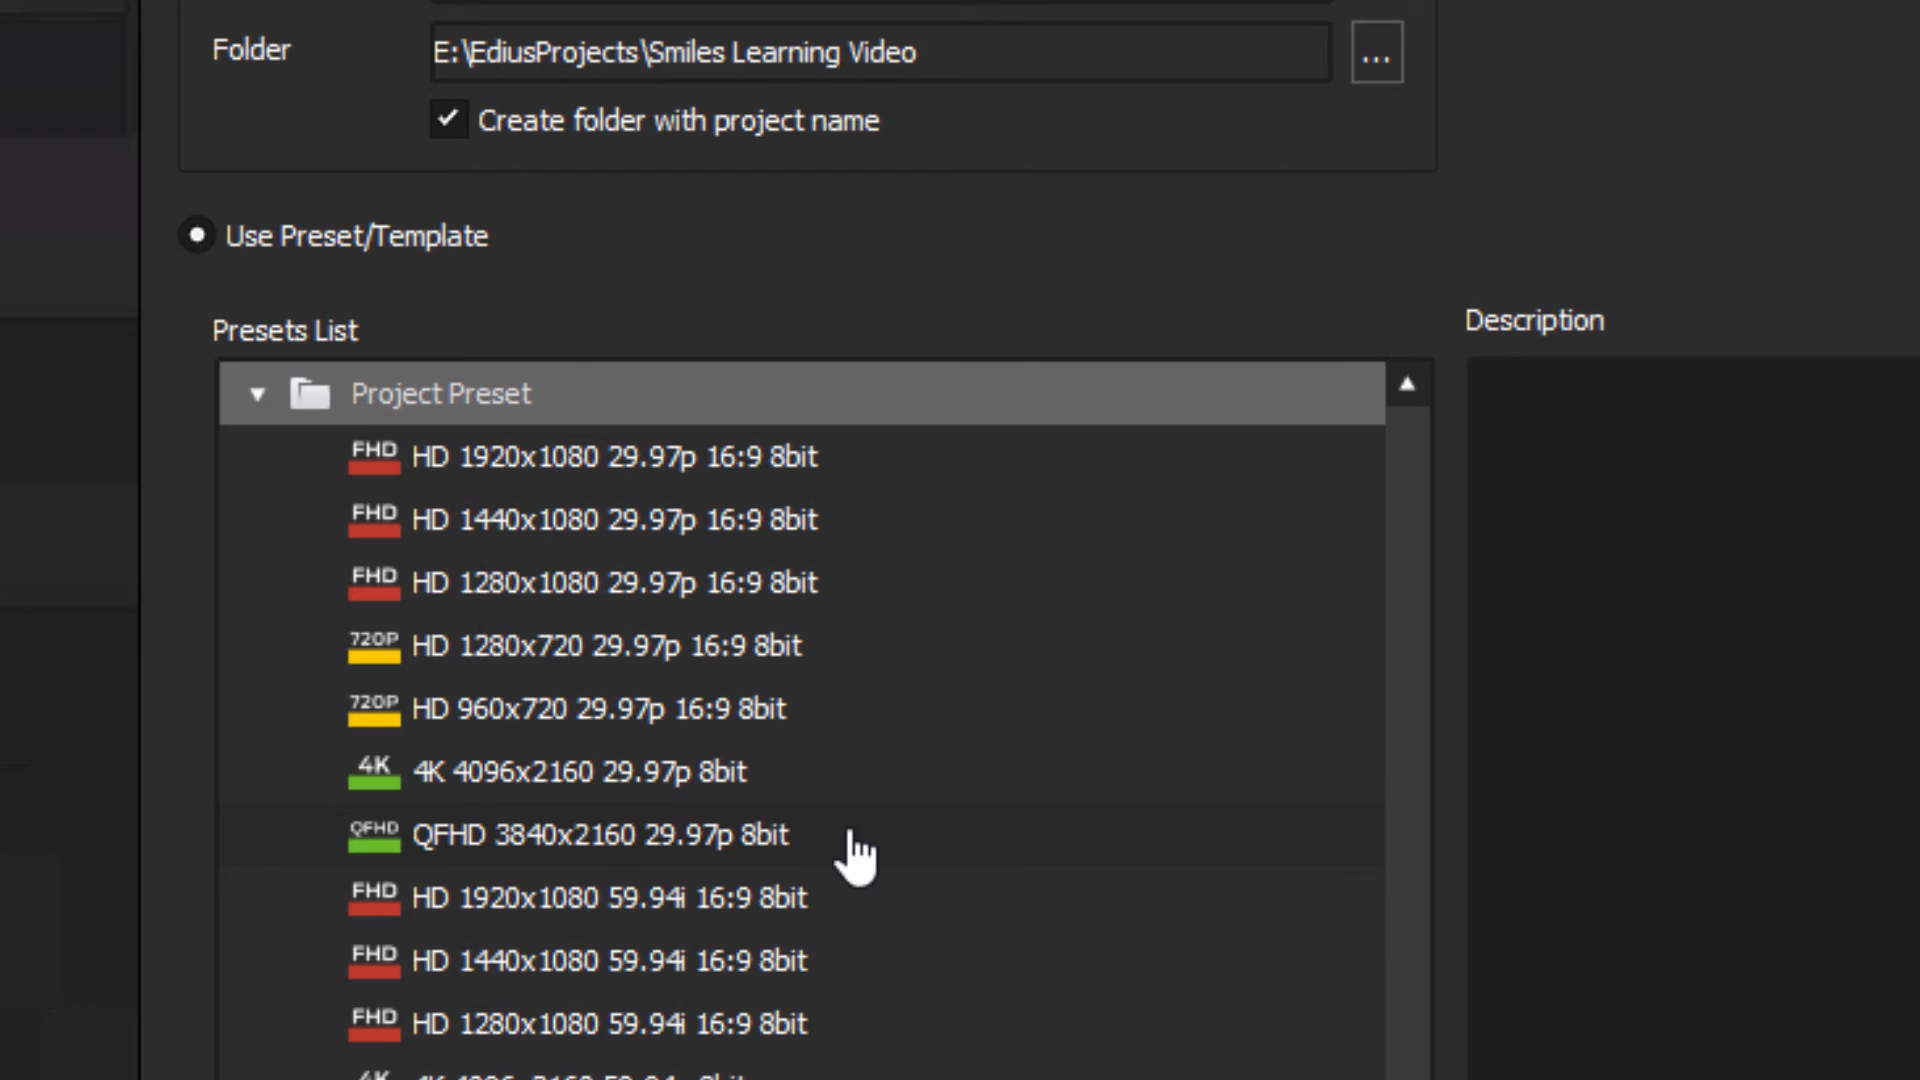 Folder
E:\EdiusProjects\Smiles Learning Video
...
Create folder with project name
Use Preset/Template
Presets List
Description
Project Preset
FHD HD 1920x1080 29.97p 16:9 8bit
FHD HD 1440x1080 29.97p 16:9 8bit
FHD HD 1280x1080 29.97p 16:9 8bit
720P HD 1280x720 29.97p 16:9 8bit
720P HD 960x720 29.97p 16:9 8bit
4K 4K 4096x2160 29.97p 8bit
QFHD QFHD 3840x2160 29.97p 8bit
FHD HD 1920x1080 59.94i 16:9 8bit
FHD HD 1440x1080 59.94i 16:9 8bit
FHD HD 1280x1080 59.94i 16:9 8bit